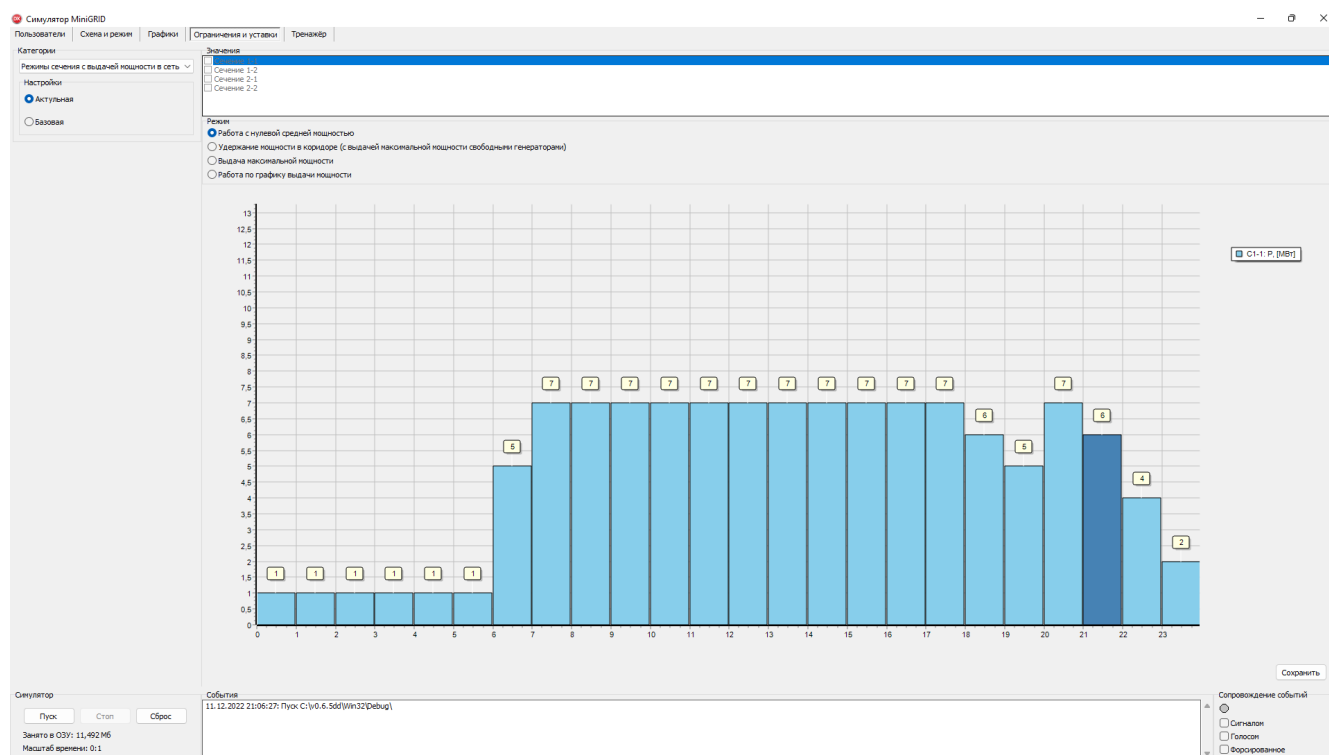 Симулятор MiniGRID
Пользователи Схема и режим Графики Ограничения и уставки Тренажёр
Категории
Режимы сечения с выдачей мощности в сеть
Настройки
Актульная
Базовая
Значения
Сечение 1-1
Сечение 1-2
Сечение 2-1
Сечение 2-2
Режим
Работа с нулевой средней мощностью
Удержание мощности в коридоре (с выдачей максимальной мощности свободными генераторами)
Выдача максимальной мощности
Работа по графику выдачи мощности
13
12,5
12
11,5
11
10,5
10
9,5
9
8,5
8
7,5
7
6,5
6
5,5
5
4,5
4
3,5
3
2,5
2
1,5
1
0,5
0
1 1 1 1 1 1 5 7 7 7 7 7 7 7 7 7 7 7 6 5 7 6 4 2
0 1 2 3 4 5 6 7 8 9 10 11 12 13 14 15 16 17 18 19 20 21 22 23
С1-1: P, [МВт]
Сохранить
Симулятор
Пуск Стоп Сброс
Занято в ОЗУ: 11,492 Мб
Масштаб времени: 0:1
События
11.12.2022 21:06:27: Пуск C:\v0.6.5dd\Win32\Debug\
Сопровождение событий
Сигналом
Голосом
Форсированное